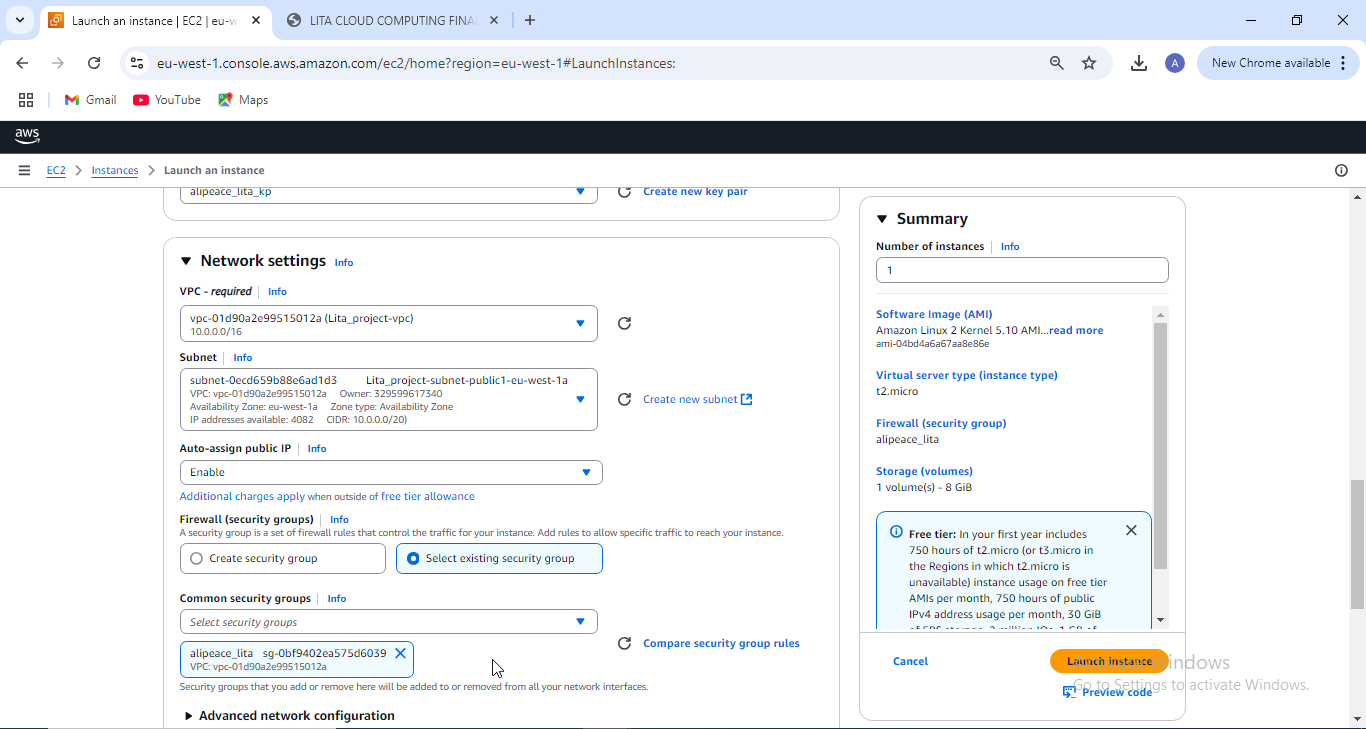 Launch an instance | EC2 | eu-w
LITA CLOUD COMPUTING FINA
eu-west-1.console.aws.amazon.com/ec2/home?region=eu-west-1#LaunchInstances:
A
New Chrome available
Gmail
YouTube
Maps
aws
EC2
Instances
Launch an instance
alipeace_lita_kp
Create new key pair
Network settings Info
VPC - required
Info
vpc-01d90a2e99515012a (Lita_project-vpc)
10.0.0.0/16
Subnet
Info
subnet-0ecd659b88e6ad1d3 Lita_project-subnet-public1-eu-west-1a
VPC: vpc-01d90a2e99515012a Owner: 329599617340
Availability Zone: eu-west-1a Zone type: Availability Zone
IP addresses available: 4082 CIDR: 10.0.0.0/20)
Create new subnet
Auto-assign public IP
Info
Enable
Additional charges apply when outside of free tier allowance
Firewall (security groups)
Info
A security group is a set of firewall rules that control the traffic for your instance. Add rules to allow specific traffic to reach your instance.
Create security group
Select existing security group
Common security groups
Info
Select security groups
alipeace_lita sg-0bf9402ea575d6039
VPC: vpc-01d90a2e99515012a
Compare security group rules
Security groups that you add or remove here will be added to or removed from all your network interfaces.
Advanced network configuration
Summary
Number of instances
Info
1
Software Image (AMI)
Amazon Linux 2 Kernel 5.10 AMI...read more
ami-04bd4a6a67aa8e86e
Virtual server type (instance type)
t2.micro
Firewall (security group)
alipeace_lita
Storage (volumes)
1 volume(s) - 8 GiB
Free tier: In your first year includes
750 hours of t2.micro (or t3.micro in
the Regions in which t2.micro is
unavailable) instance usage on free tier
AMIs per month, 750 hours of public
IPv4 address usage per month, 30 GiB
Cancel
Launch instance
Preview code
Go to Settings to activate Windows.